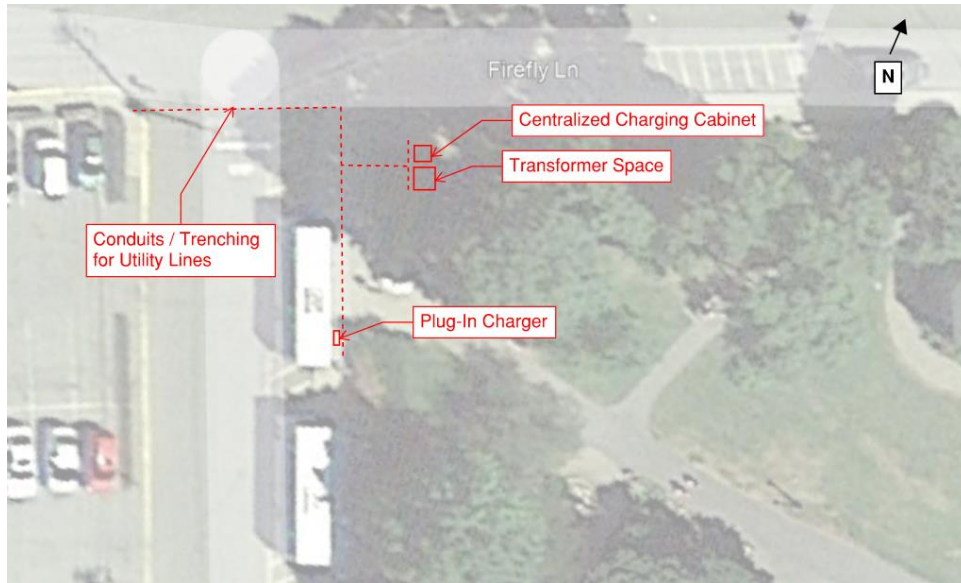 Firefly Ln
N
Centralized Charging Cabinet
Transformer Space
Conduits / Trenching
for Utility Lines
Plug-In Charger